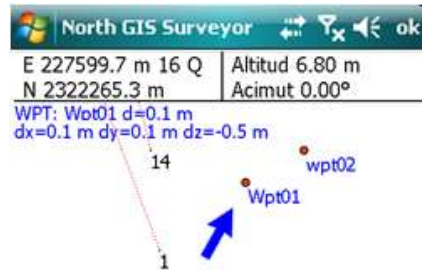 North GIS Surveyor ok
E 227599.7 m 16 Q
N 2322265.3 m
Altitud 6.80 m
Acimut 0.00º
WPT: Wpt01 d=0.1 m
dx=0.1 m dy=0.1 m dz=-0.5 m
14
wpt02
Wpt01
1